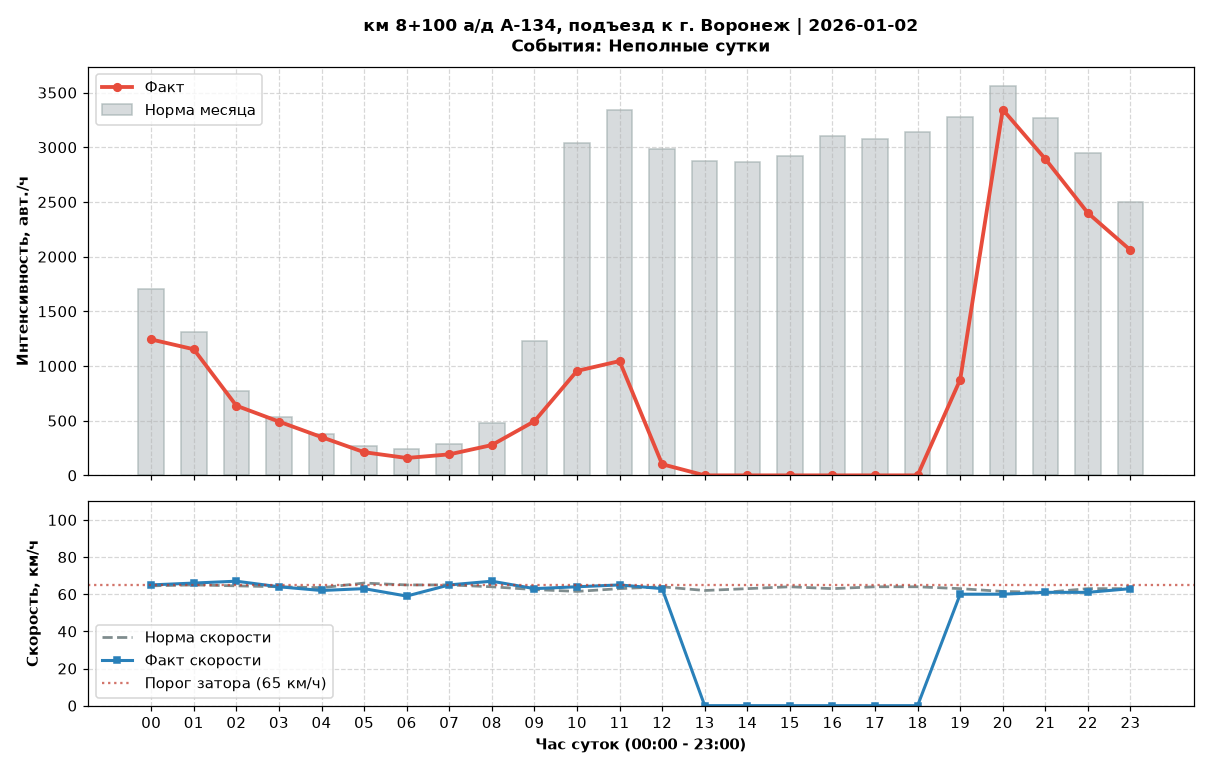 км 8+100 а/д А-134, подъезд к г. Воронеж | 2026-01-02
События: Неполные сутки
Факт
Норма месяца
Интенсивность, авт./ч
3500
3000
2500
2000
1500
1000
500
0
Скорость, км/ч
100
80
60
40
20
0
Норма скорости
Факт скорости
Порог затора (65 км/ч)
00 01 02 03 04 05 06 07 08 09 10 11 12 13 14 15 16 17 18 19 20 21 22 23
Час суток (00:00 - 23:00)